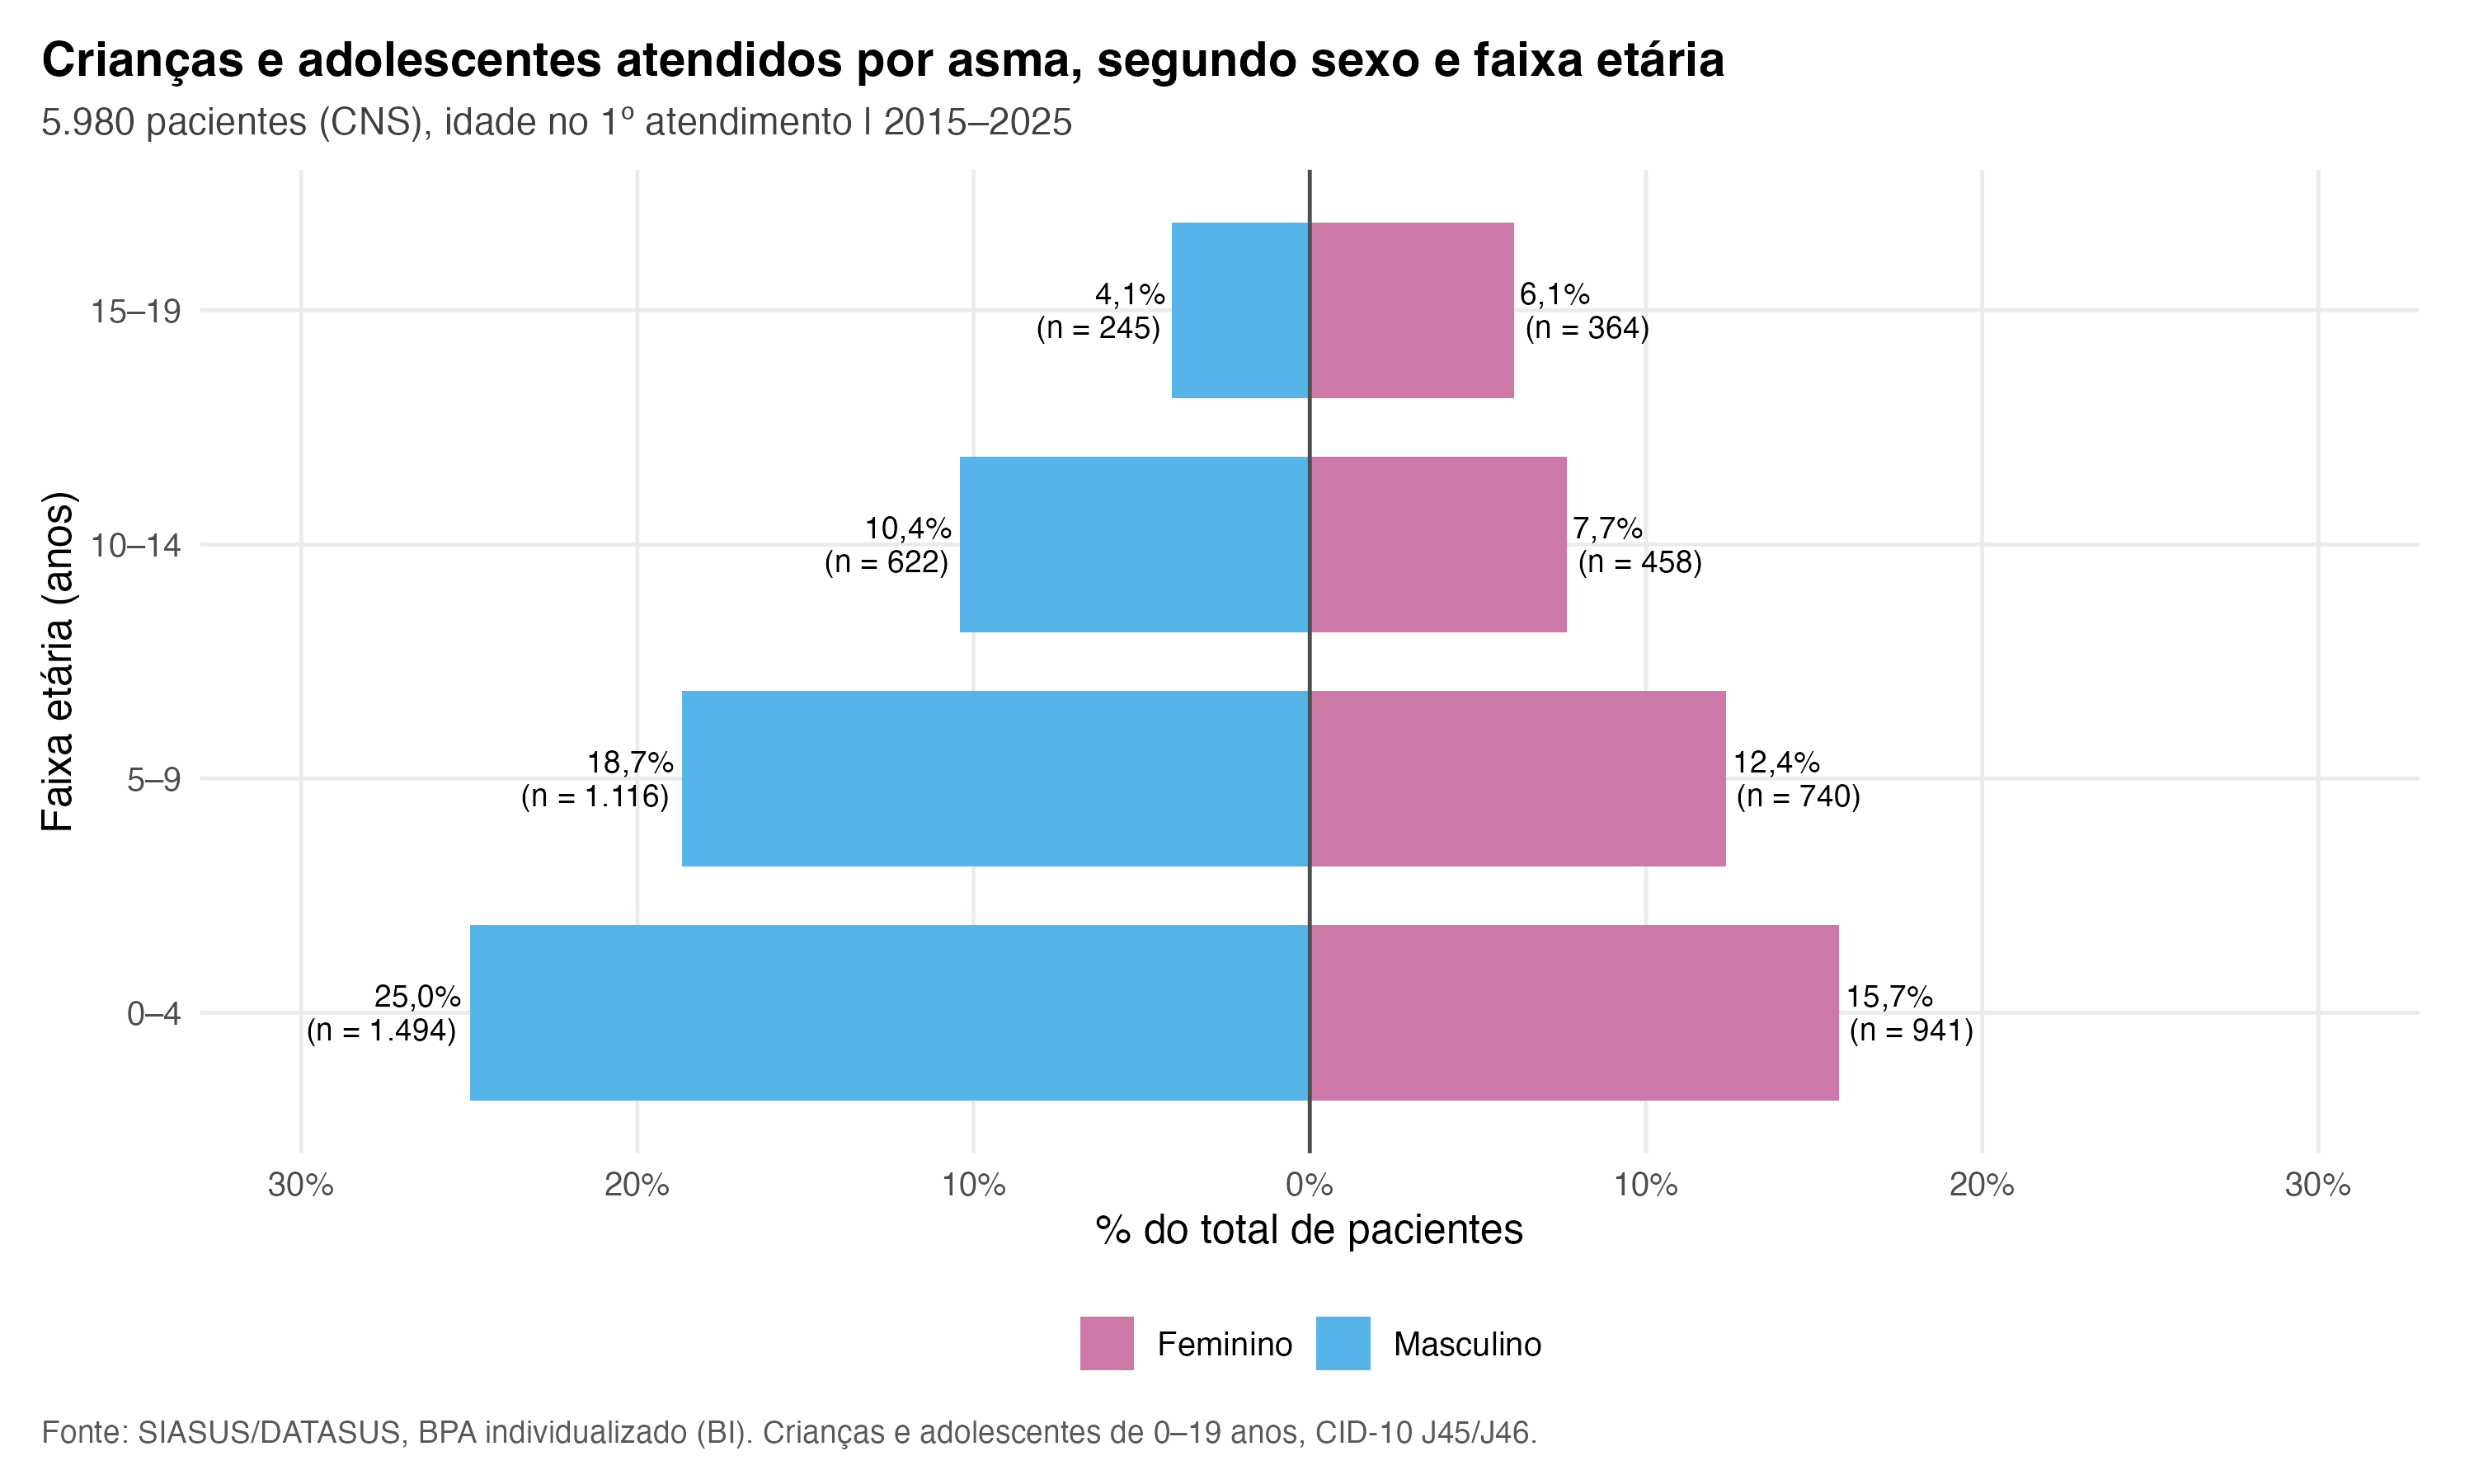 Crianças e adolescentes atendidos por asma, segundo sexo e faixa etária
5.980 pacientes (CNS), idade no 1º atendimento | 2015–2025
Faixa etária (anos)
15–19
4,1%
(n = 245)
6,1%
(n = 364)
10–14
10,4%
(n = 622)
7,7%
(n = 458)
5–9
18,7%
(n = 1.116)
12,4%
(n = 740)
0–4
25,0%
(n = 1.494)
15,7%
(n = 941)
30% 20% 10% 0% 10% 20% 30%
% do total de pacientes
Feminino Masculino
Fonte: SIASUS/DATASUS, BPA individualizado (BI). Crianças e adolescentes de 0–19 anos, CID-10 J45/J46.